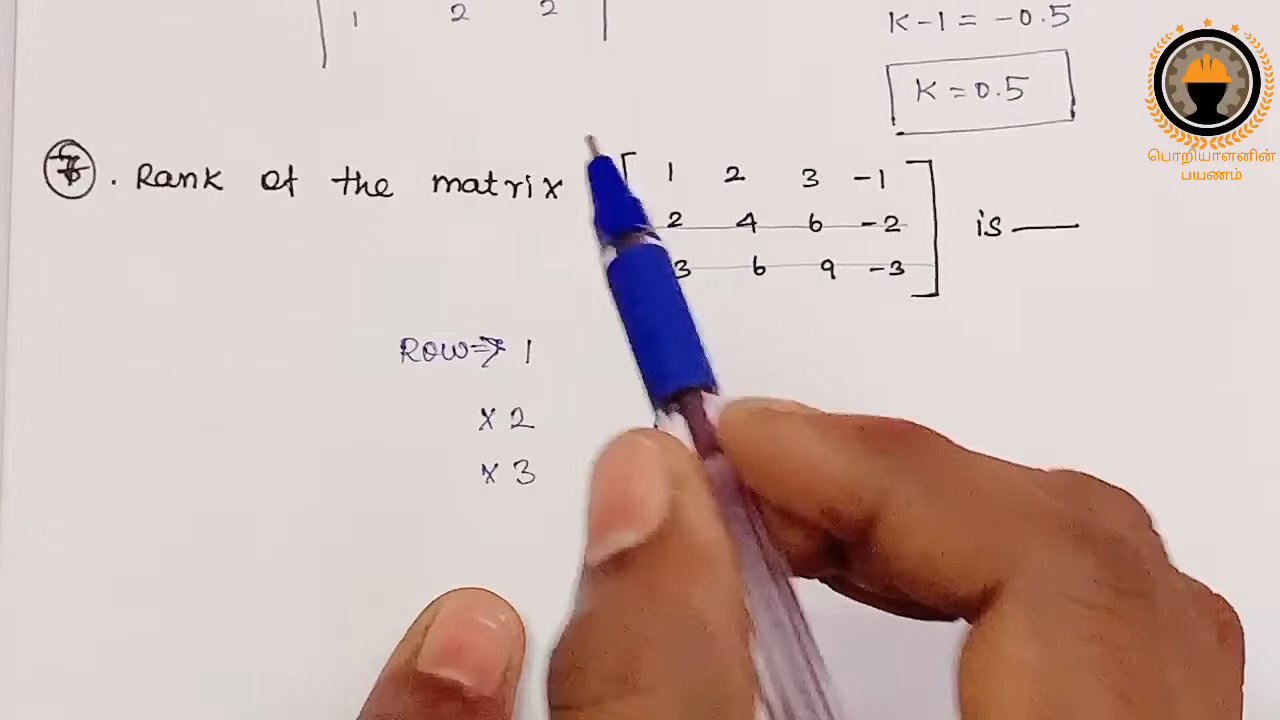 1 2 2
K-1 = -0.5
K = 0.5
பொறியாளனின்
பயணம்
7. Rank of the matrix [ 1 2 3 -1
2 4 6 -2
3 6 9 -3 ] is —
Row ⇒ 1
× 2
× 3